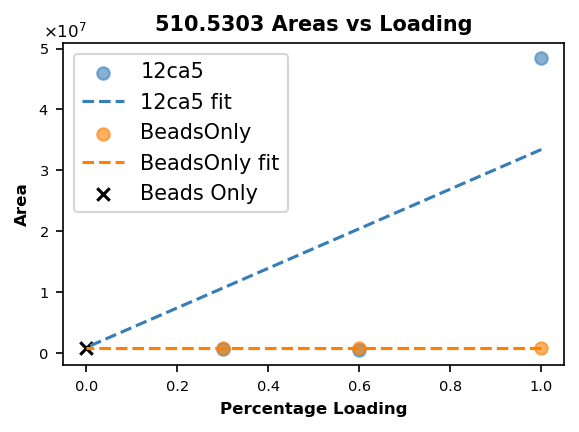 510.5303 Areas vs Loading
×10⁷
5
4
3
2
1
0
Area
12ca5
12ca5 fit
BeadsOnly
BeadsOnly fit
Beads Only
0.0 0.2 0.4 0.6 0.8 1.0
Percentage Loading